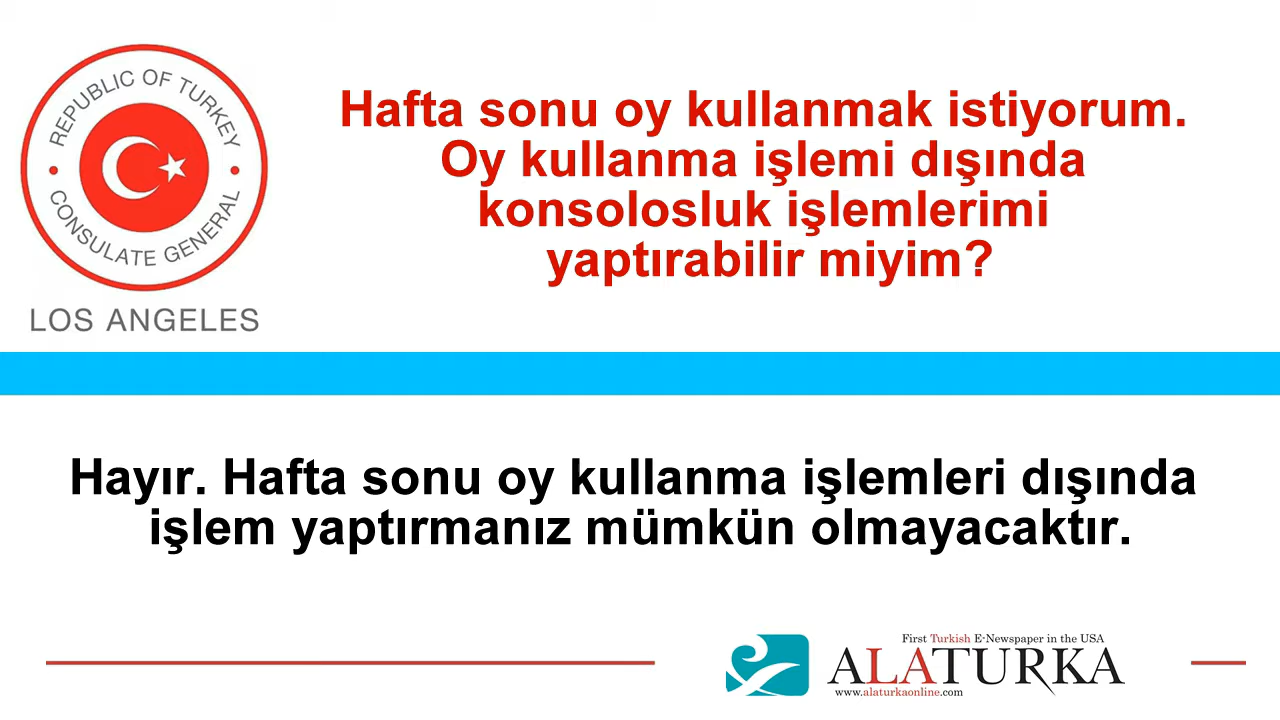 REPUBLIC OF TURKEY
CONSULATE GENERAL
LOS ANGELES
Hafta sonu oy kullanmak istiyorum.
Oy kullanma işlemi dışında
konsolosluk işlemlerimi
yaptırabilir miyim?
Hayır. Hafta sonu oy kullanma işlemleri dışında
işlem yaptırmanız mümkün olmayacaktır.
First Turkish E-Newspaper in the USA
ALATURKA
www.alaturkaonline.com